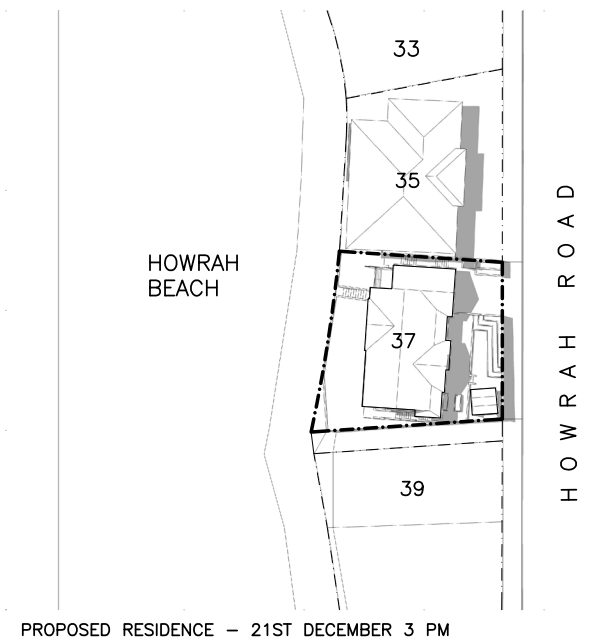 33
35
HOWRAH
BEACH
37
39
HOWRAH ROAD
PROPOSED RESIDENCE – 21ST DECEMBER 3 PM